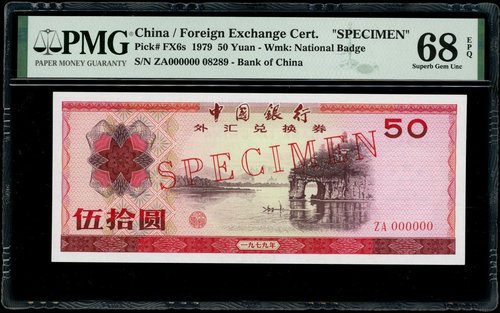 PMG
PAPER MONEY GUARANTY
China / Foreign Exchange Cert. "SPECIMEN"
Pick# FX6s 1979 50 Yuan - Wmk: National Badge
S/N ZA000000 08289 - Bank of China
68 EPQ
Superb Gem Unc
中國銀行
外汇兑换券
50
SPECIMEN
伍拾圆
ZA 000000
一九七九年